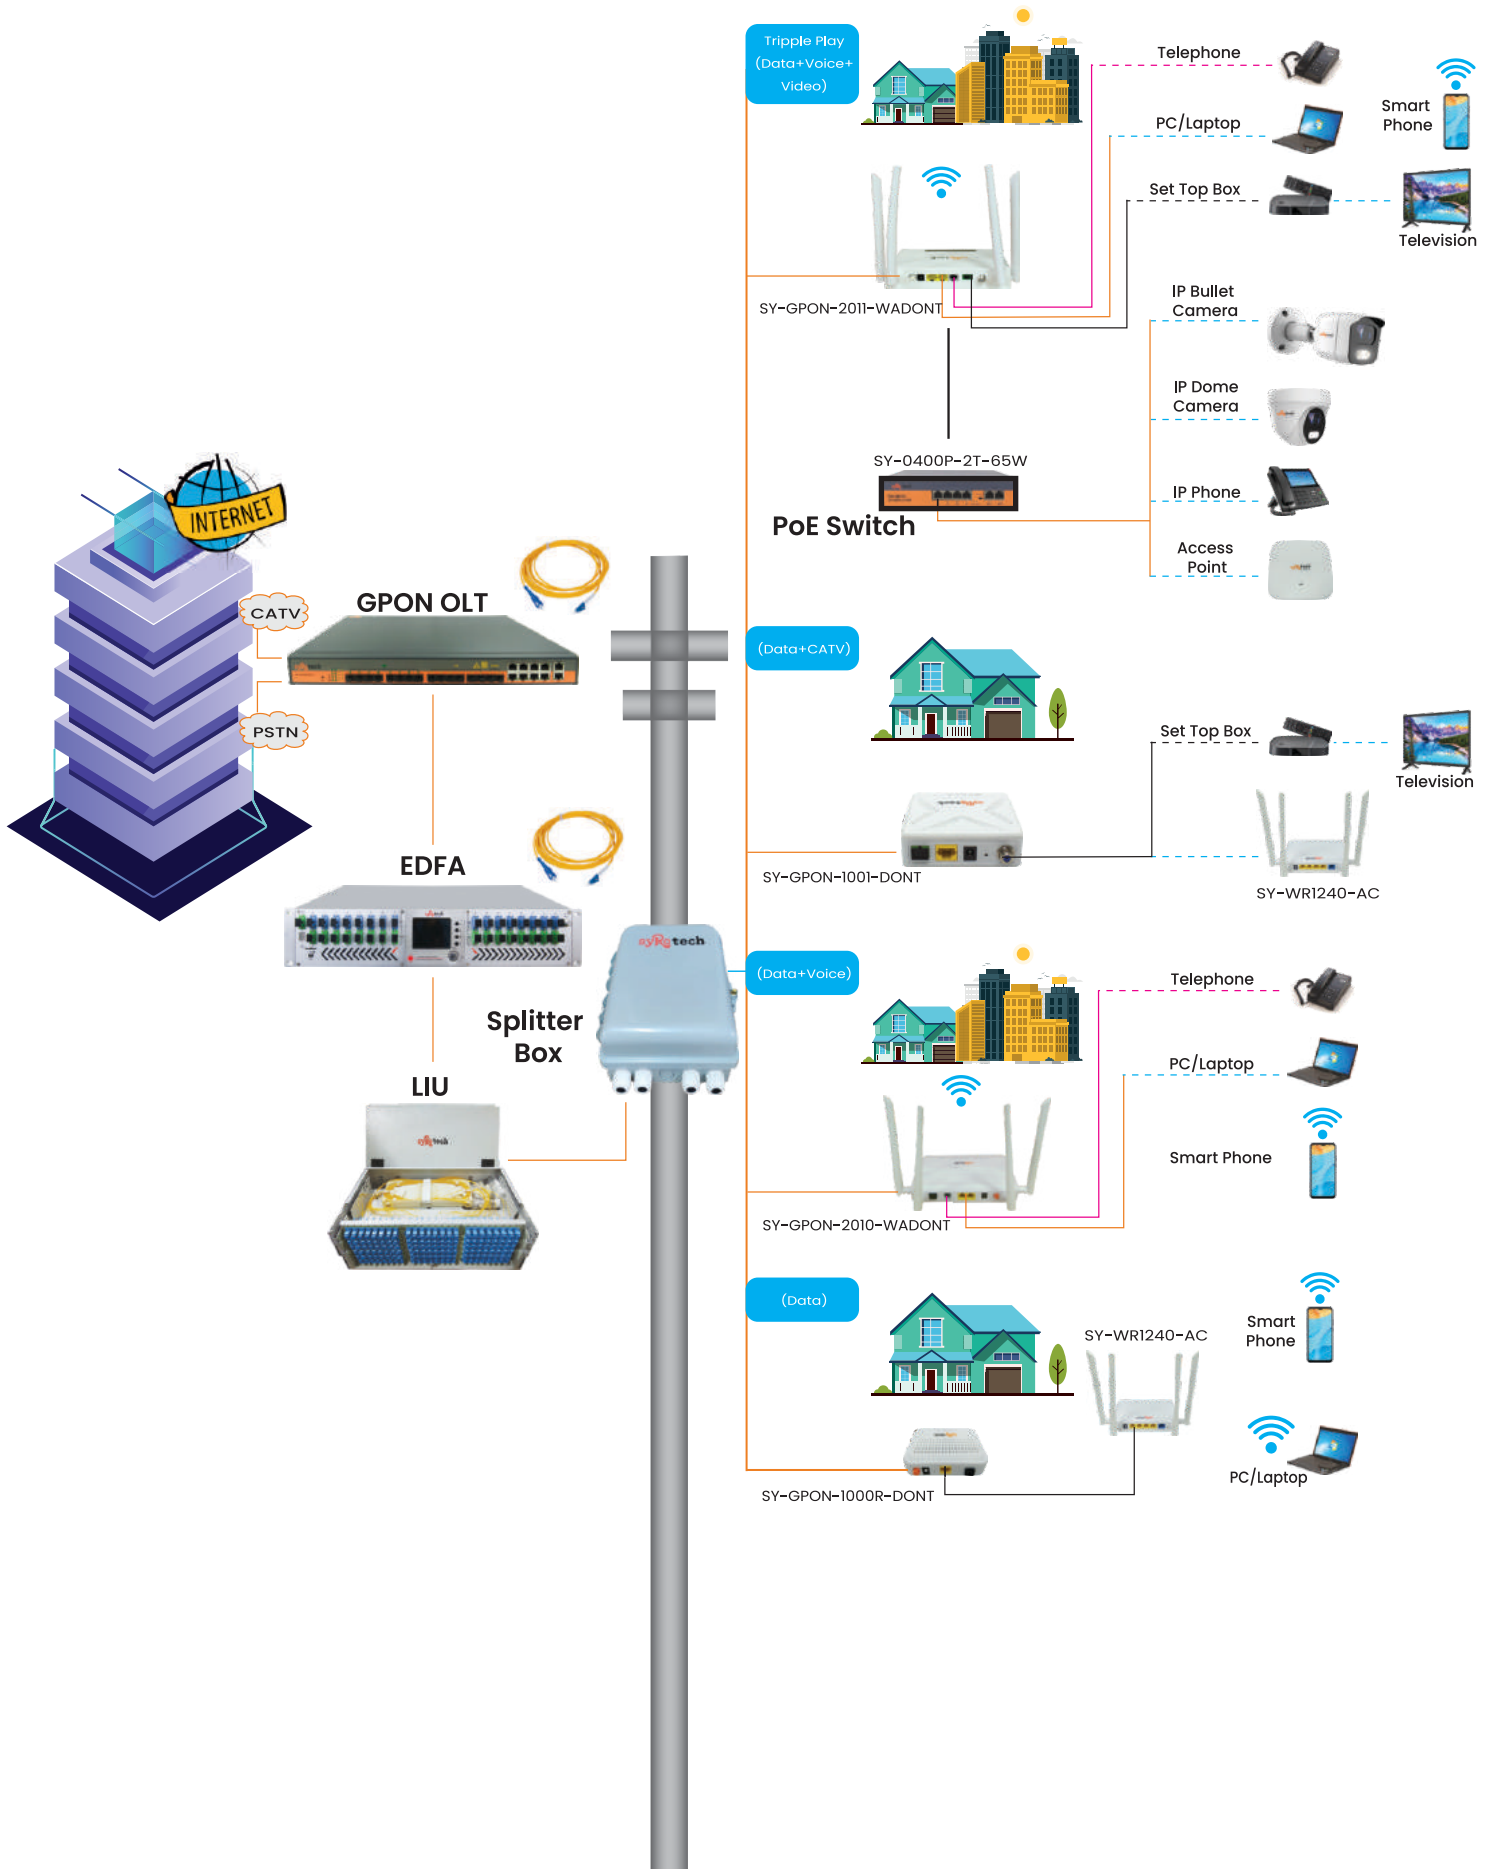 Tripple Play
(Data+Voice+
Video)
Telephone
Smart
Phone
PC/Laptop
Set Top Box
Television
SY-GPON-2011-WADONT
IP Bullet
Camera
IP Dome
Camera
SY-0400P-2T-65W
IP Phone
PoE Switch
Access
Point
INTERNET
CATV
GPON OLT
PSTN
(Data+CATV)
Set Top Box
Television
SY-GPON-1001-DONT
SY-WR1240-AC
EDFA
syrotech
(Data+Voice)
Splitter
Box
LIU
syrotech
Telephone
PC/Laptop
Smart Phone
SY-GPON-2010-WADONT
(Data)
SY-WR1240-AC
Smart
Phone
PC/Laptop
SY-GPON-1000R-DONT